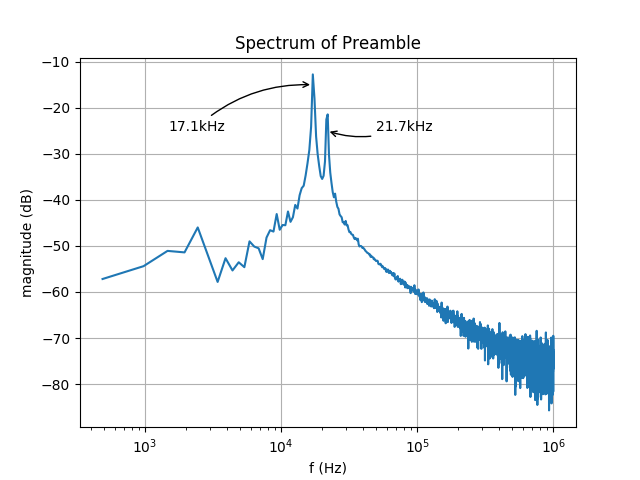 Spectrum of Preamble
−10
−20
−30
−40
−50
−60
−70
−80
magnitude (dB)
17.1kHz
21.7kHz
10³
10⁴
10⁵
10⁶
f (Hz)